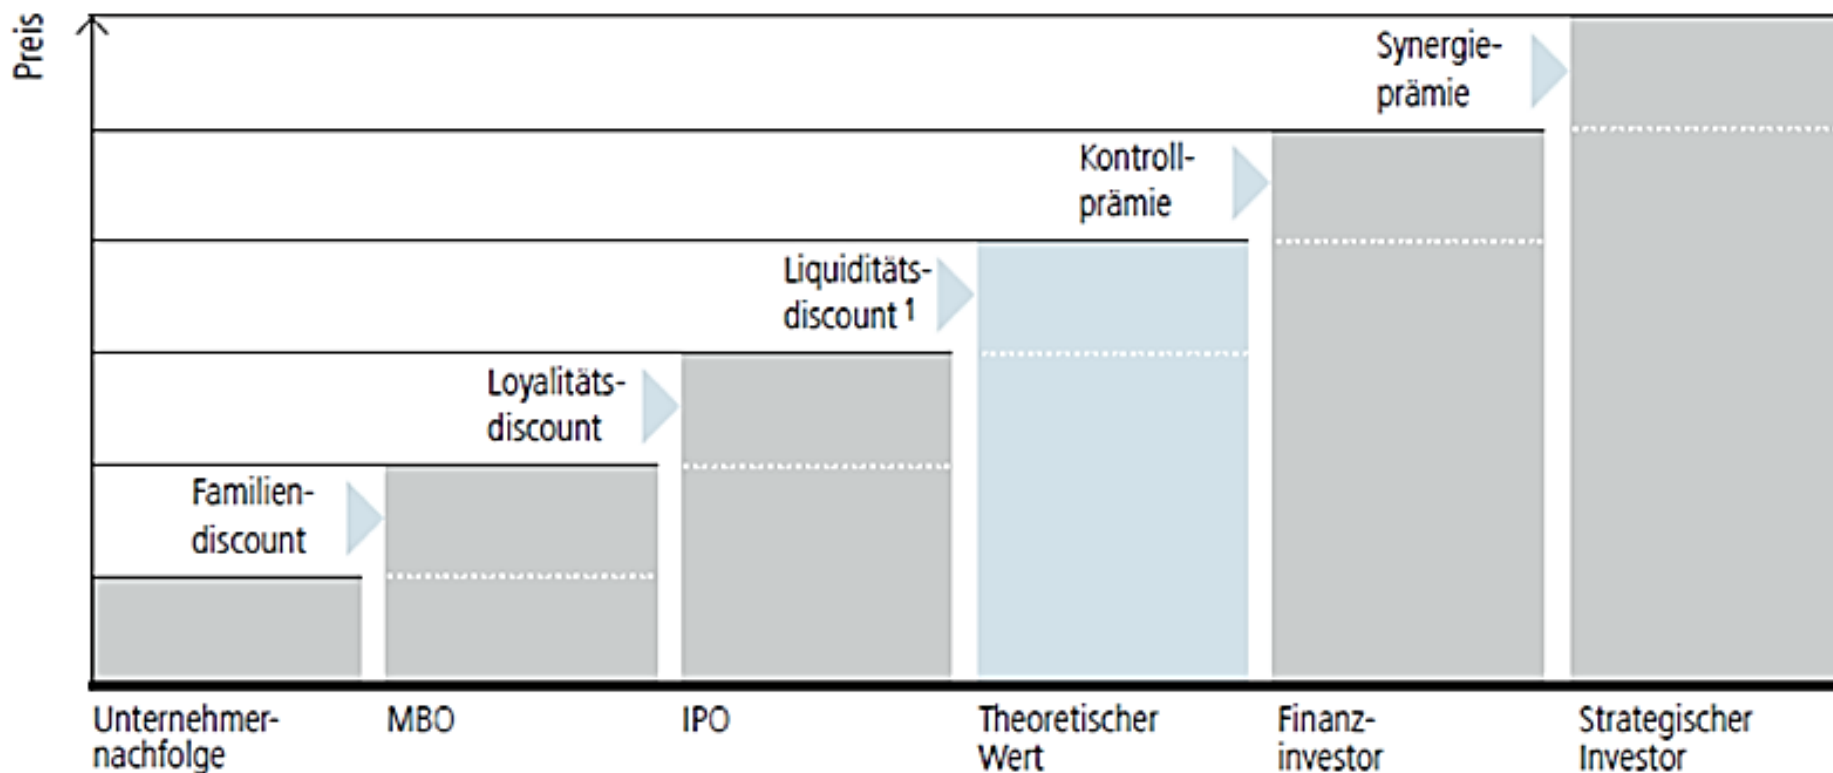 Preis
Synergie-
prämie
Kontroll-
prämie
Liquiditäts-
discount 1
Loyalitäts-
discount
Familien-
discount
Unternehmer-
nachfolge
MBO
IPO
Theoretischer
Wert
Finanz-
investor
Strategischer
Investor